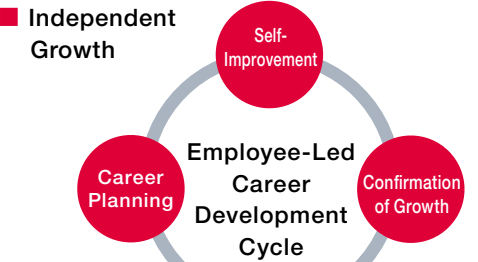 Independent
Growth
Self-
Improvement
Employee-Led
Career
Development
Cycle
Career
Planning
Confirmation
of Growth